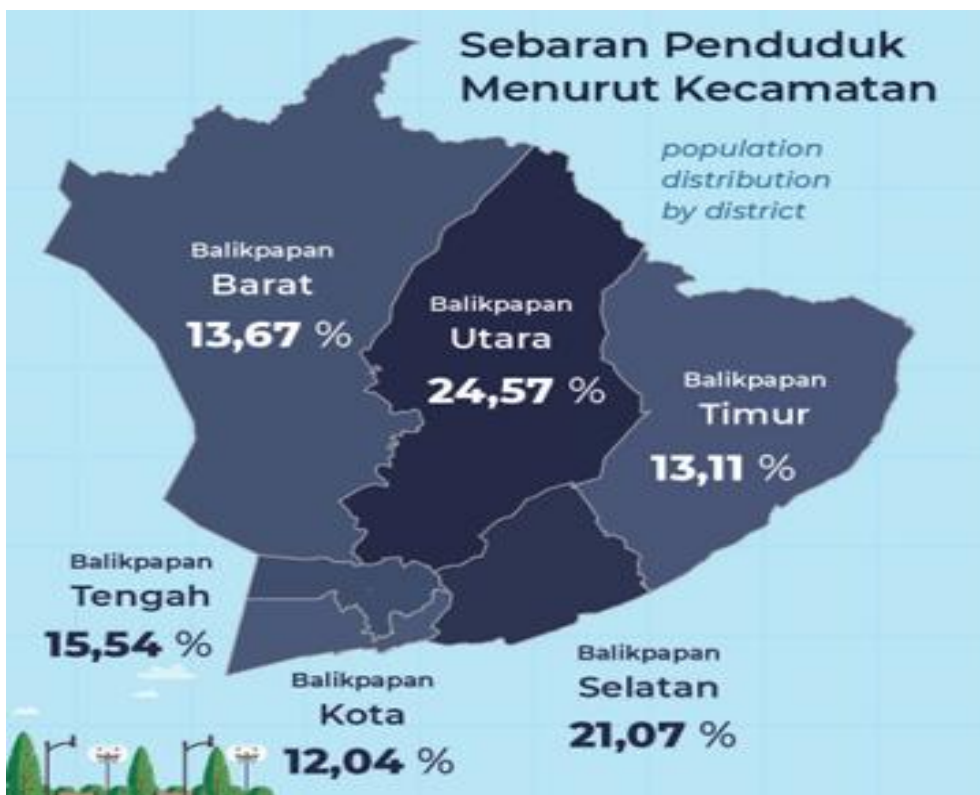 Sebaran Penduduk
Menurut Kecamatan
population
distribution
by district
Balikpapan
Barat
13,67 %
Balikpapan
Utara
24,57 %
Balikpapan
Timur
13,11 %
Balikpapan
Tengah
15,54 %
Balikpapan
Kota
12,04 %
Balikpapan
Selatan
21,07 %